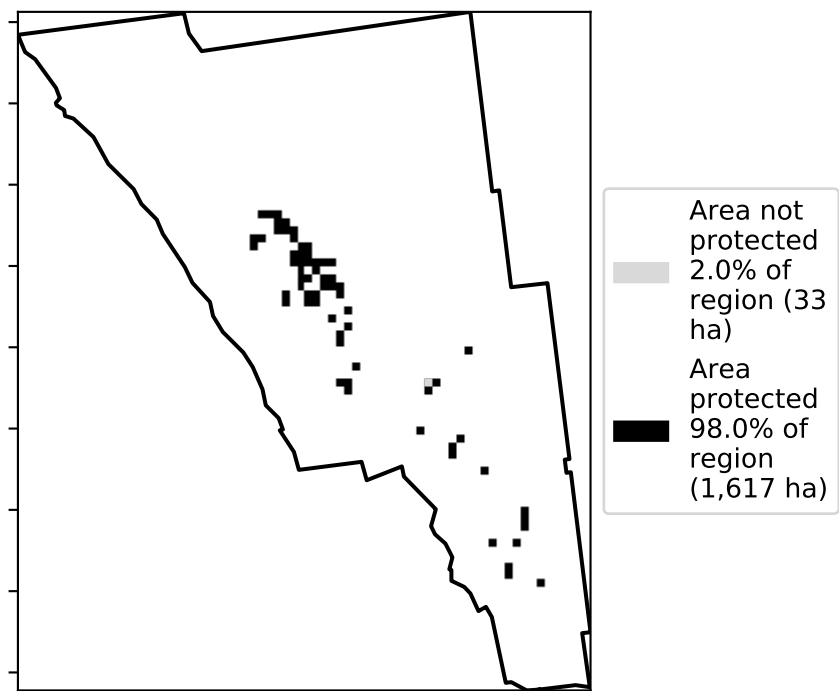 Area not
protected
2.0% of
region (33
ha)
Area
protected
98.0% of
region
(1,617 ha)